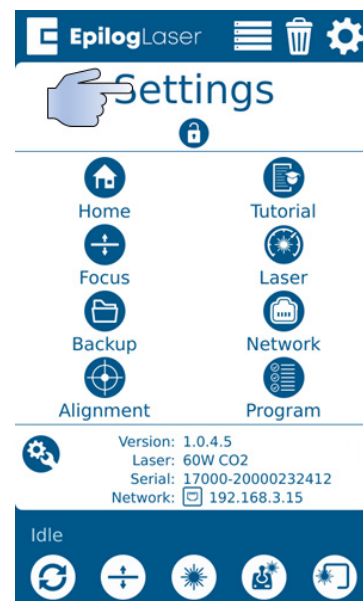 EpilogLaser
Settings
Home Tutorial
Focus Laser
Backup Network
Alignment Program
Version: 1.0.4.5
Laser: 60W CO2
Serial: 17000-20000232412
Network: 192.168.3.15
Idle